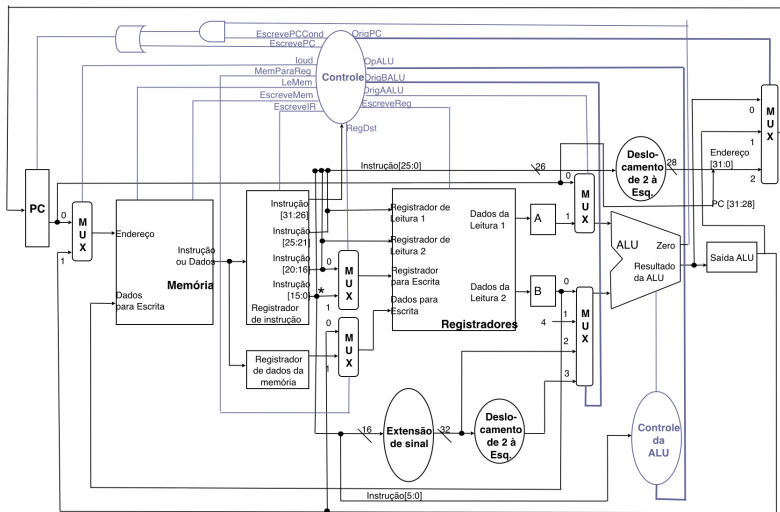 EscrevePCCond
OrigPC
EscrevePC
Ioud
OpALU
MemParaReg
Controle
OrigBALU
LeMem
OrigAALU
EscreveMem
EscreveReg
EscreveIR
RegDst
M
U
X
0
1
2
Instrução[25:0]
26
Deslo-
camento
de 2 à
Esq.
28
Endereço
[31:0]
PC [31:28]
PC
0
1
M
U
X
Endereço
Instrução
ou Dados
Memória
Dados
para Escrita
Instrução
[31:26]
Instrução
[25:21]
Instrução
[20:16]
Instrução
[15:0]
Registrador
de instrução
*
0
M
U
X
1
0
M
U
X
1
Registrador
de dados da
memória
Registrador de
Leitura 1
Registrador de
Leitura 2
Registrador
para Escrita
Dados para
Escrita
Dados da
Leitura 1
Dados da
Leitura 2
Registradores
A
B
0
M
U
X
1
0
4
1
2
3
M
U
X
ALU
Zero
Resultado
da ALU
Saída ALU
16
Extensão
de sinal
32
Deslo-
camento
de 2 à
Esq.
Controle
da
ALU
Instrução[5:0]